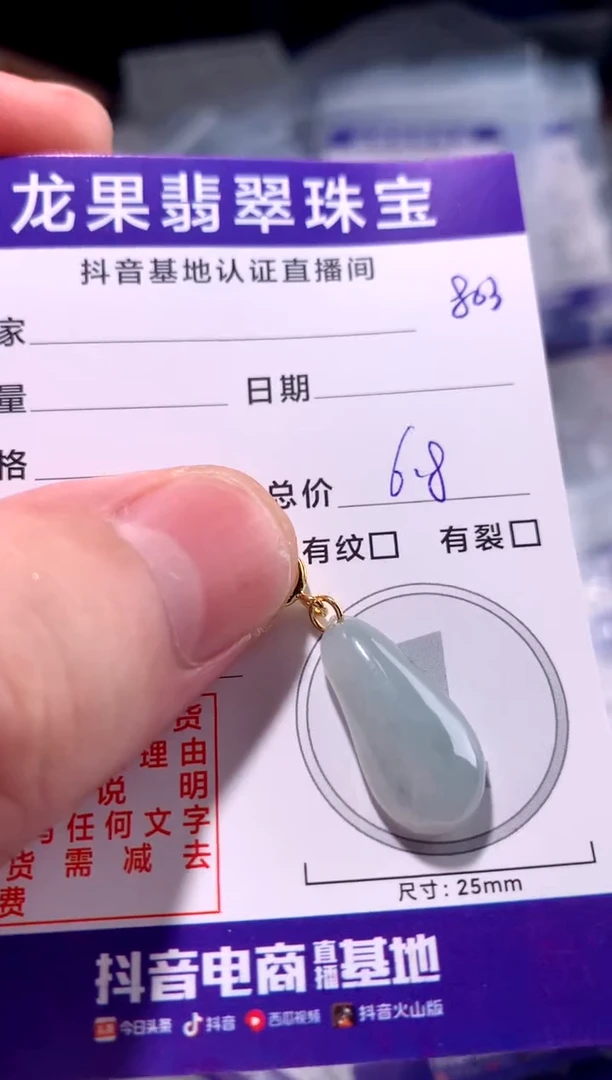 龙果翡翠珠宝
抖音基地认证直播间
803
家
量 日期
格
总价 68
有纹□ 有裂□
货
理由
说 明
任何文字
货需减去
费
尺寸:25mm
抖音电商直播基地
今日头条 抖音 西瓜视频 抖音火山版